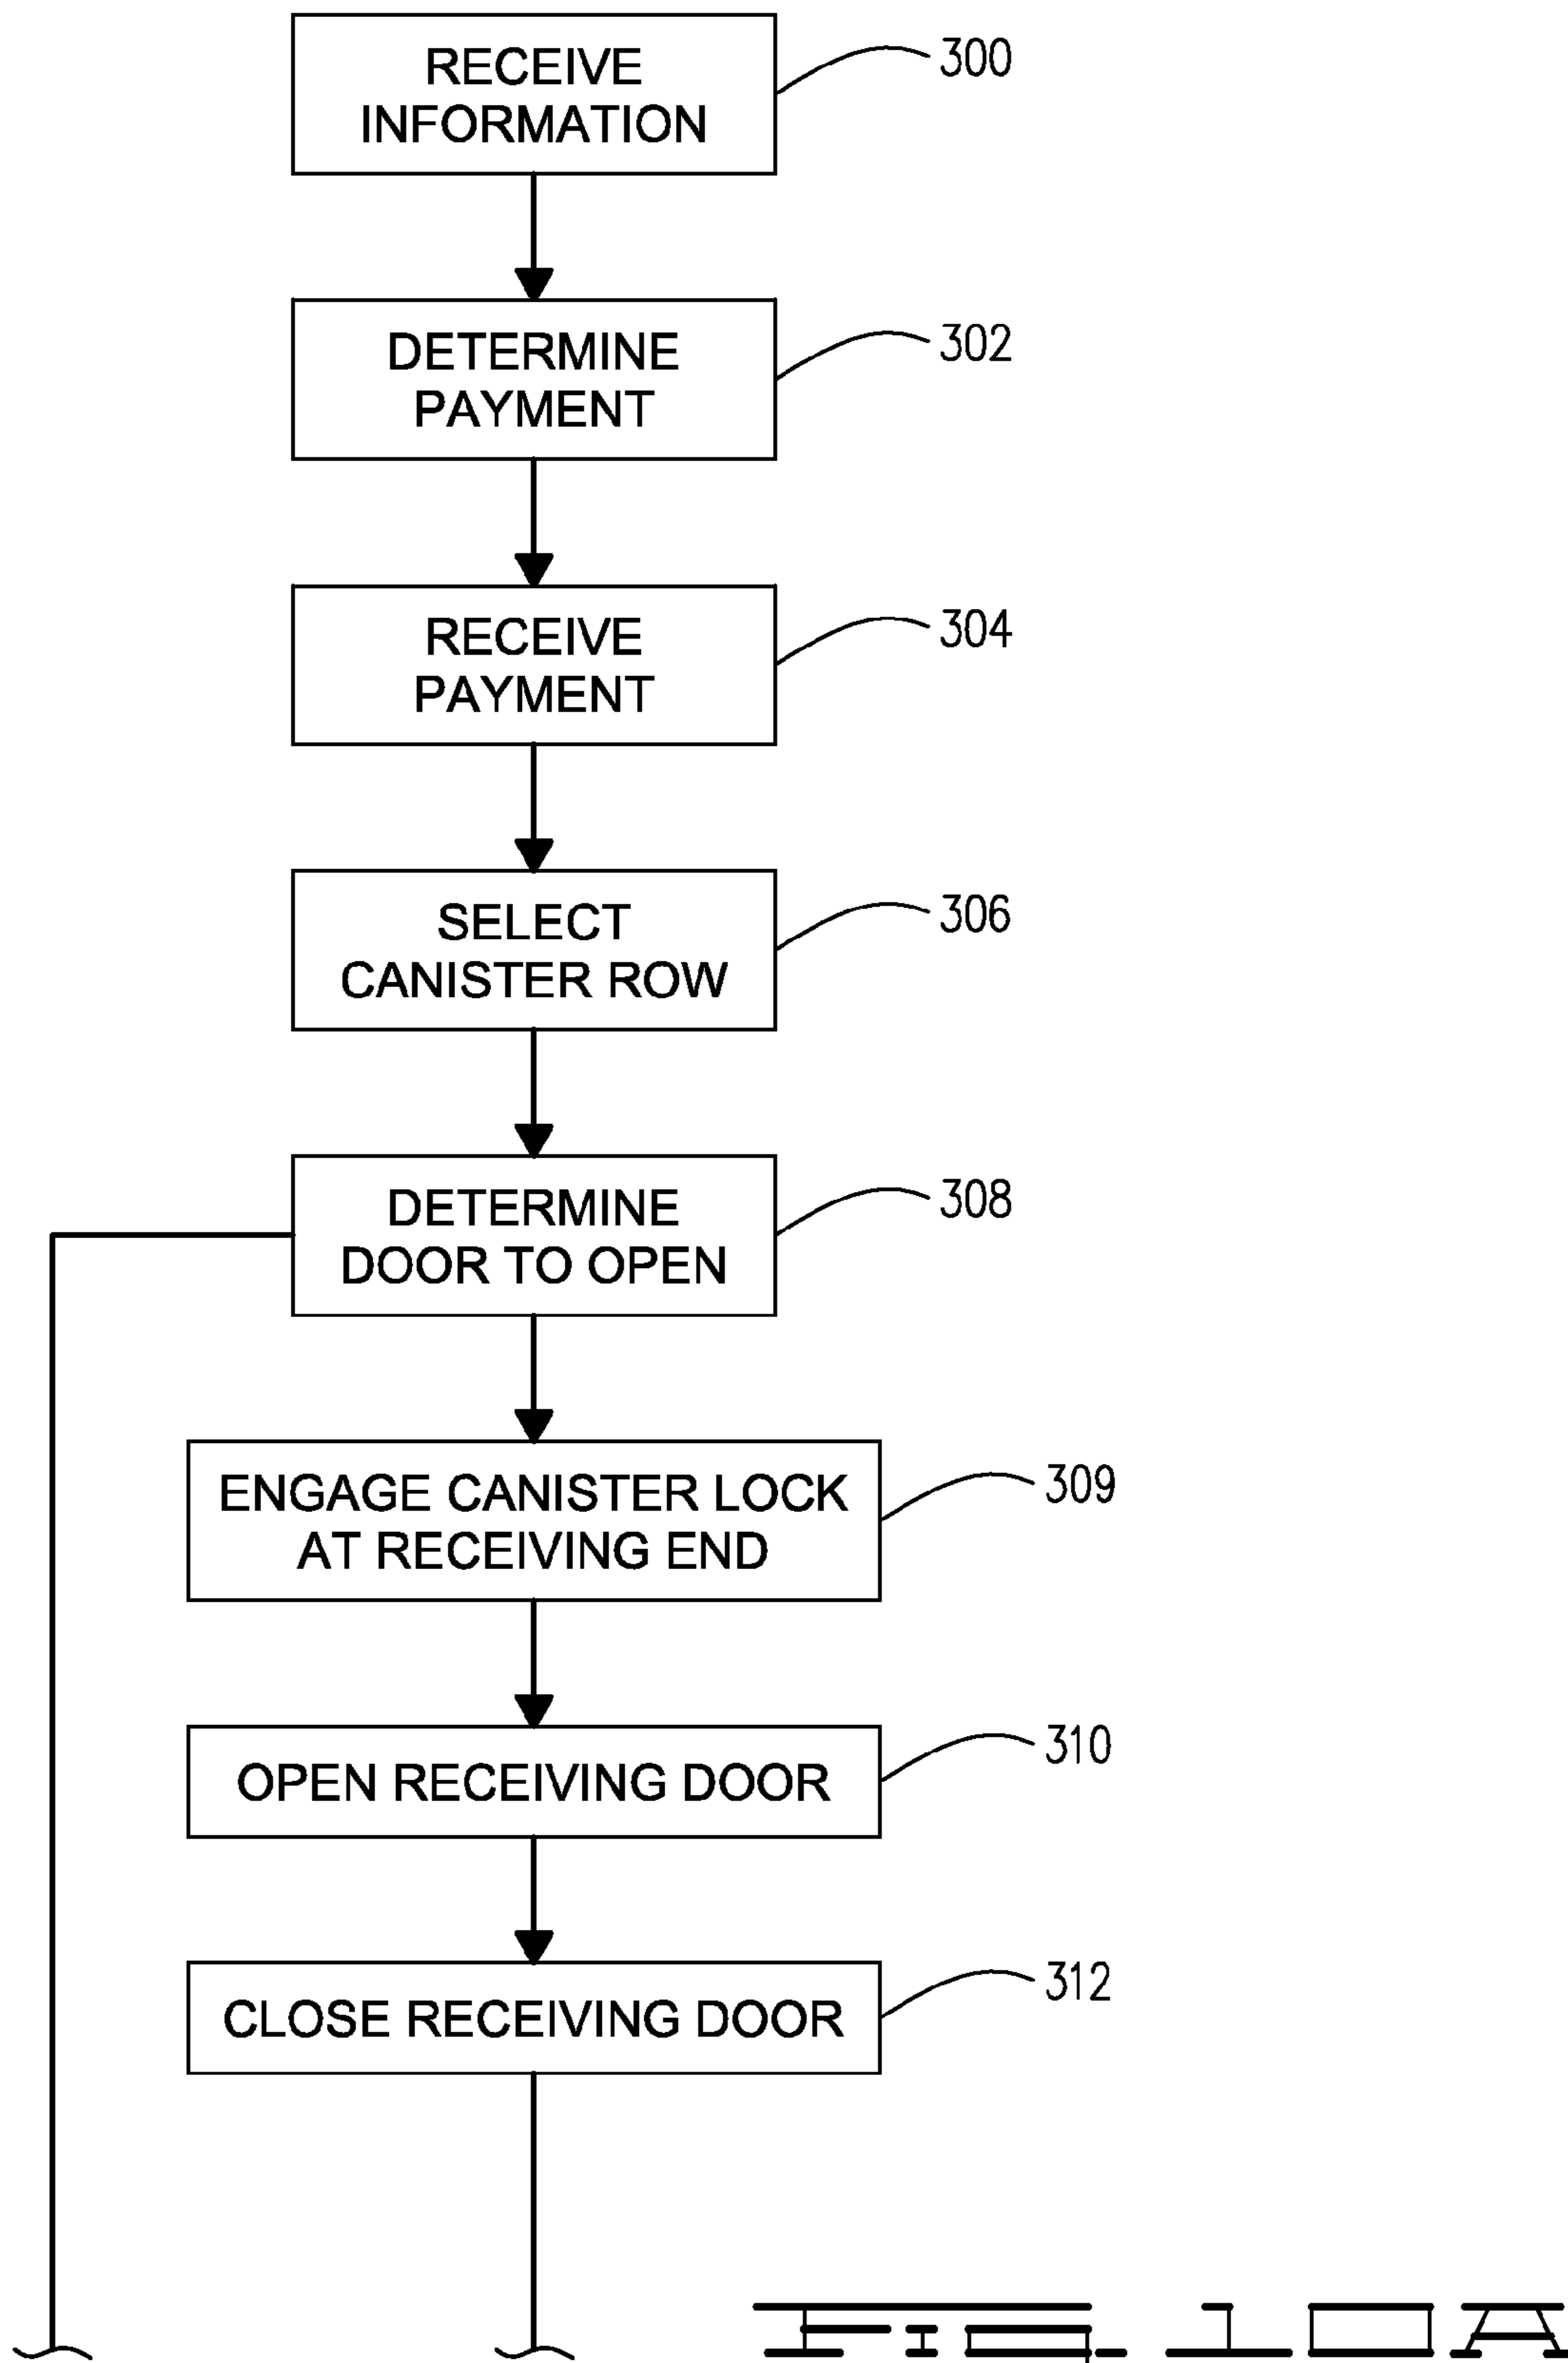 RECEIVE
INFORMATION
300
DETERMINE
PAYMENT
302
RECEIVE
PAYMENT
304
SELECT
CANISTER ROW
306
DETERMINE
DOOR TO OPEN
308
ENGAGE CANISTER LOCK
AT RECEIVING END
309
OPEN RECEIVING DOOR
310
CLOSE RECEIVING DOOR
312
Fig. 10A